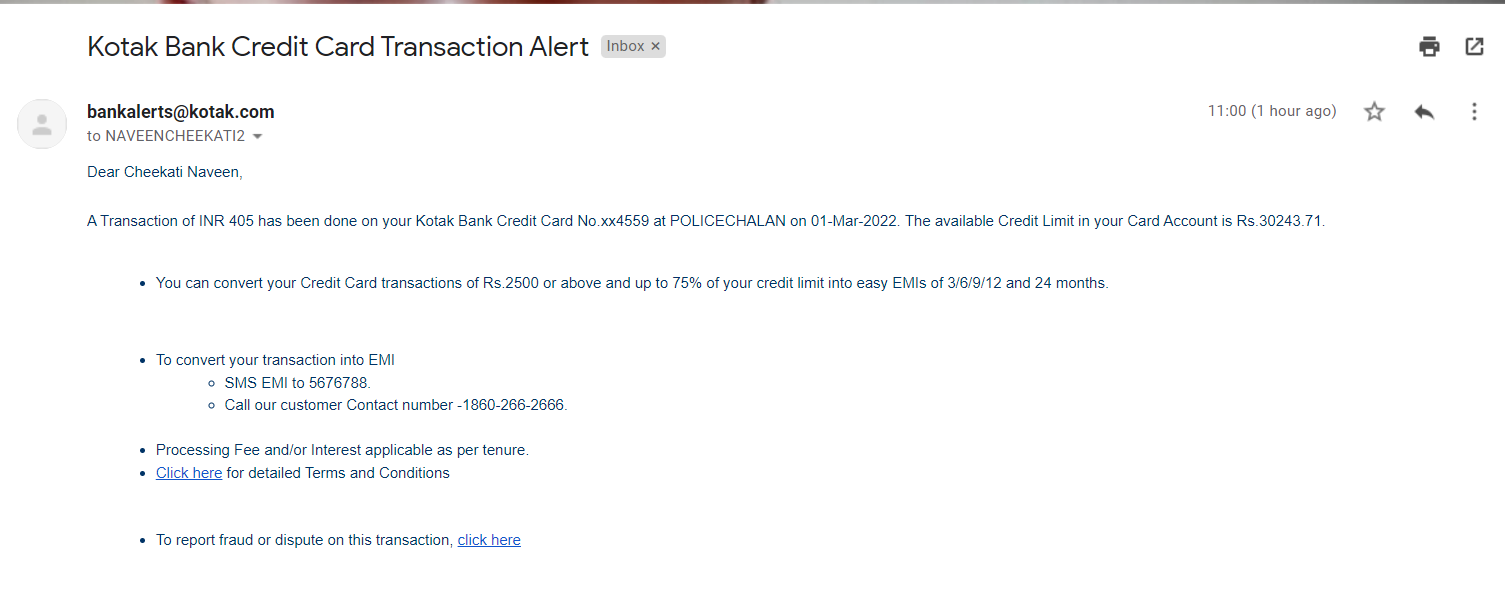 Kotak Bank Credit Card Transaction Alert Inbox ×
bankalerts@kotak.com 11:00 (1 hour ago)
to NAVEENCHEEKATI2
Dear Cheekati Naveen,
A Transaction of INR 405 has been done on your Kotak Bank Credit Card No.xx4559 at POLICECHALAN on 01-Mar-2022. The available Credit Limit in your Card Account is Rs.30243.71.
• You can convert your Credit Card transactions of Rs.2500 or above and up to 75% of your credit limit into easy EMIs of 3/6/9/12 and 24 months.
• To convert your transaction into EMI
◦ SMS EMI to 5676788.
◦ Call our customer Contact number -1860-266-2666.
• Processing Fee and/or Interest applicable as per tenure.
• Click here for detailed Terms and Conditions
• To report fraud or dispute on this transaction, click here